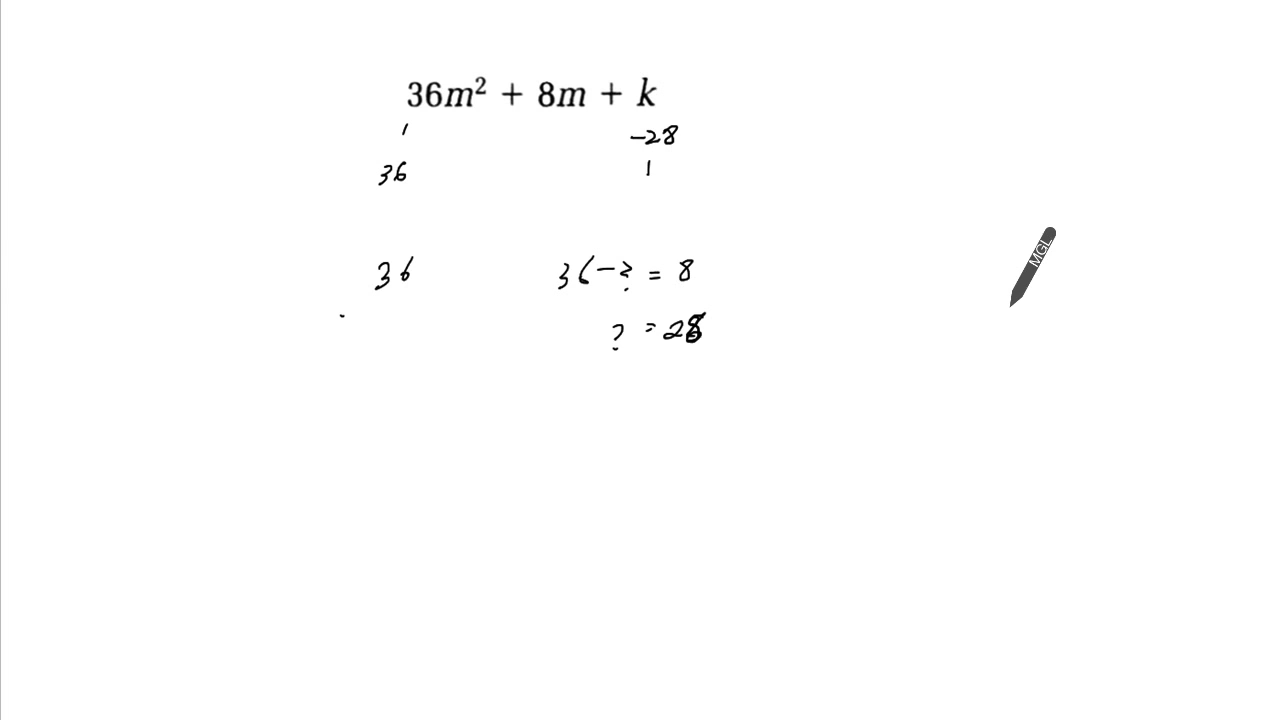 36m² + 8m + k
1 -28
36 1
36 36 - ? = 8
? = 28
MGL